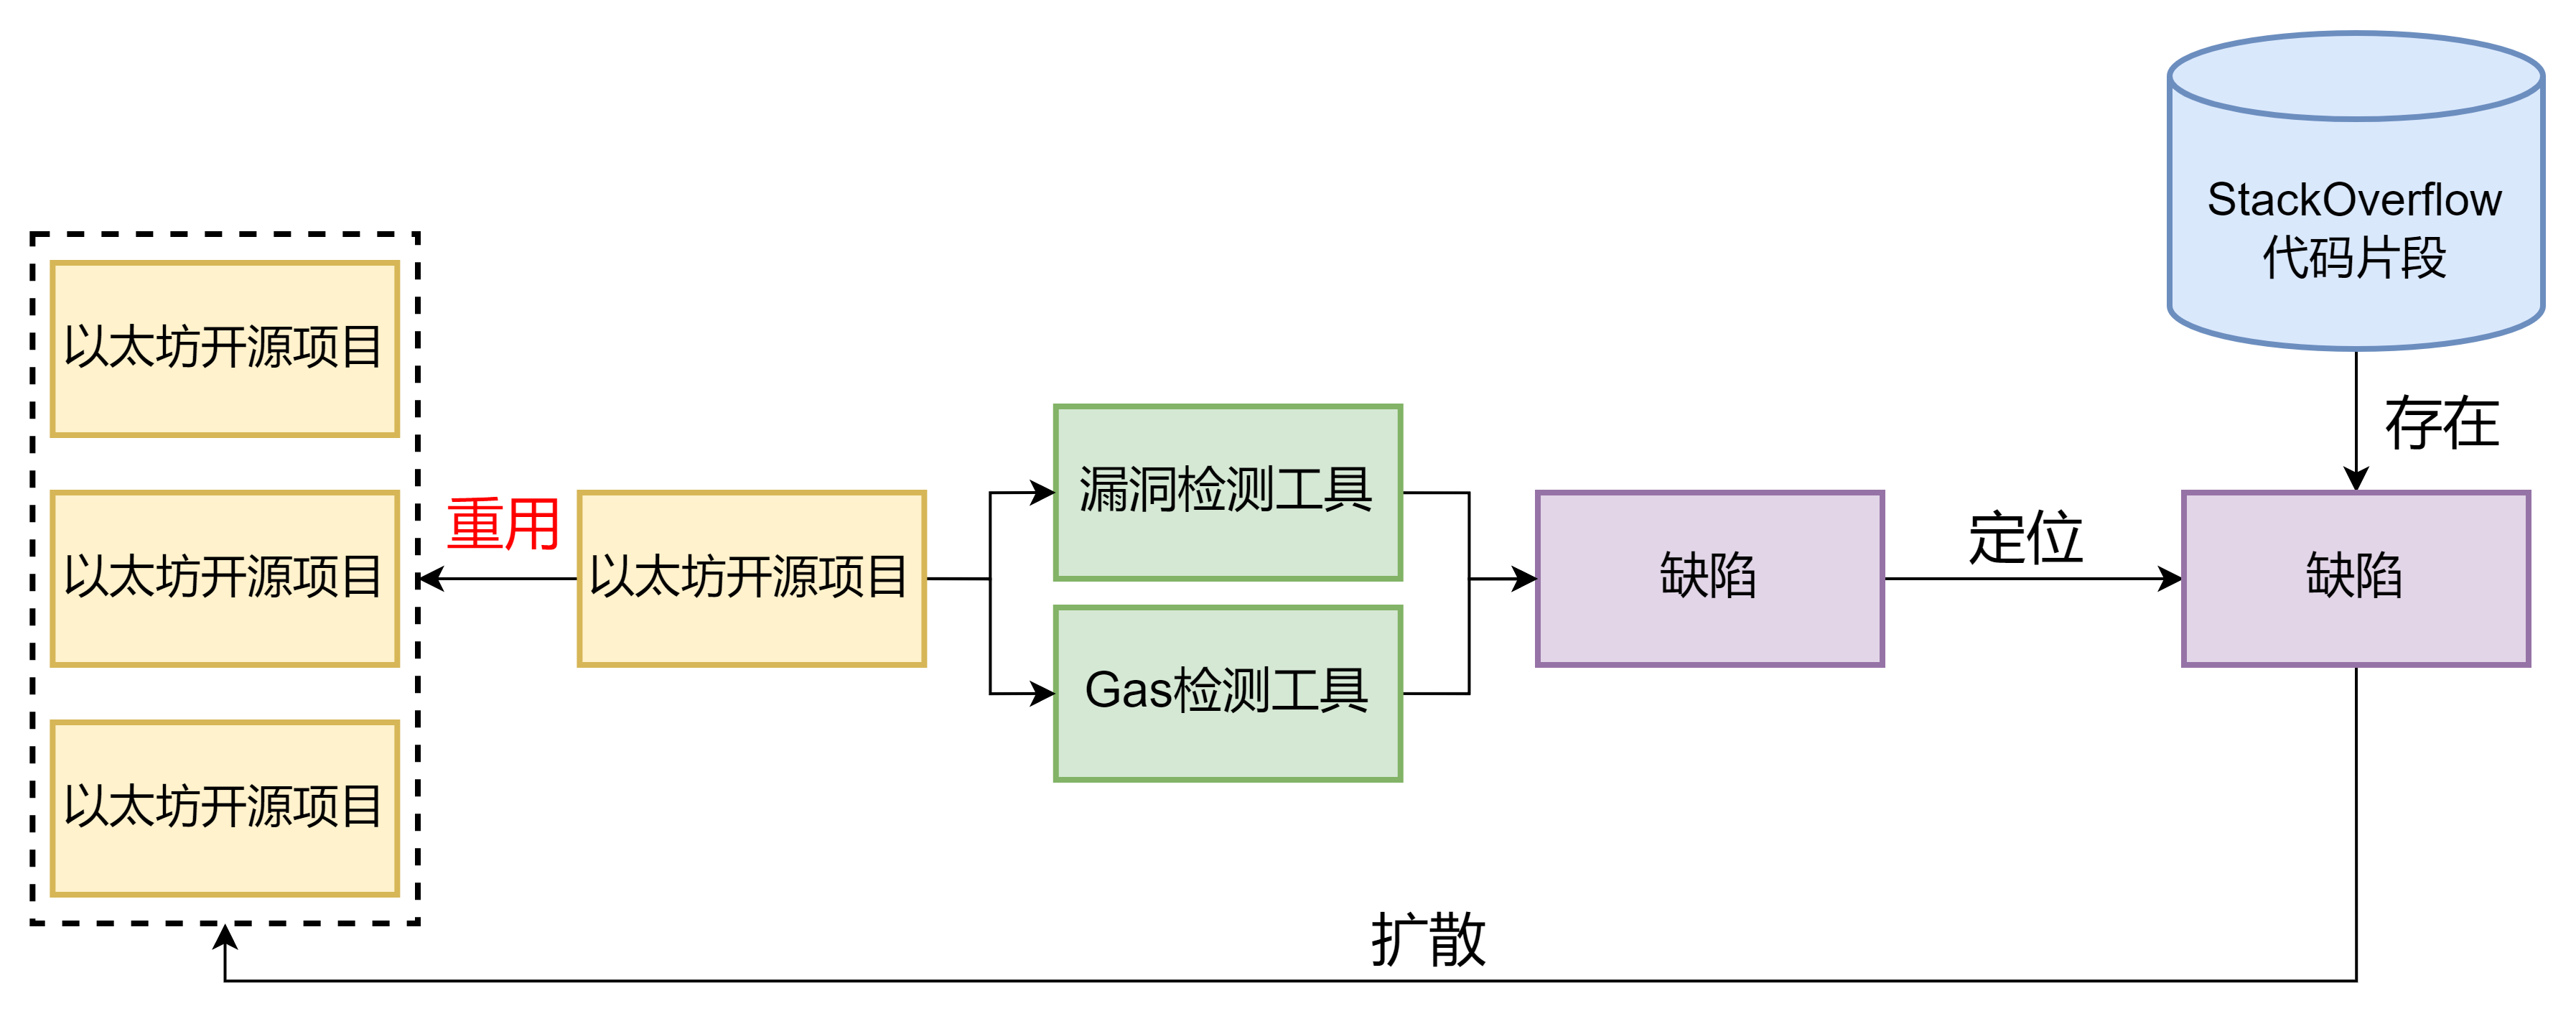 StackOverflow
代码片段
存在
以太坊开源项目
以太坊开源项目
以太坊开源项目
重用
以太坊开源项目
漏洞检测工具
Gas检测工具
缺陷
定位
缺陷
扩散